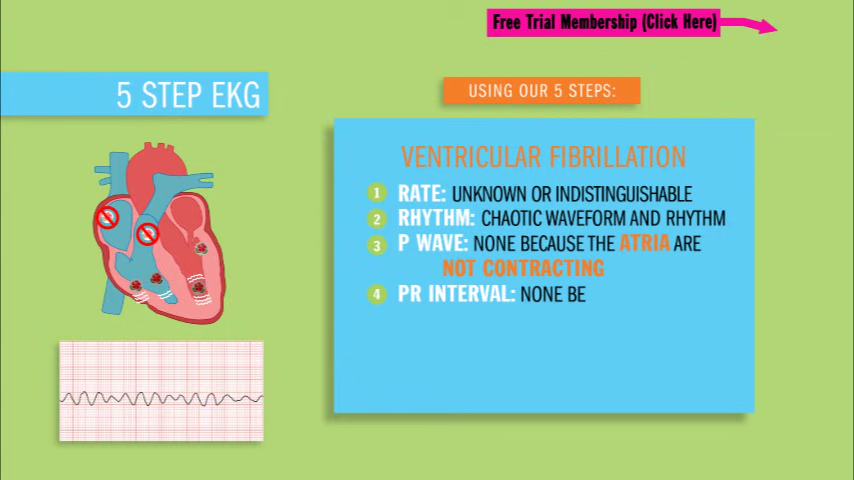 Free Trial Membership (Click Here)
5 STEP EKG
USING OUR 5 STEPS:
VENTRICULAR FIBRILLATION
1 RATE: UNKNOWN OR INDISTINGUISHABLE
2 RHYTHM: CHAOTIC WAVEFORM AND RHYTHM
3 P WAVE: NONE BECAUSE THE ATRIA ARE
NOT CONTRACTING
4 PR INTERVAL: NONE BE